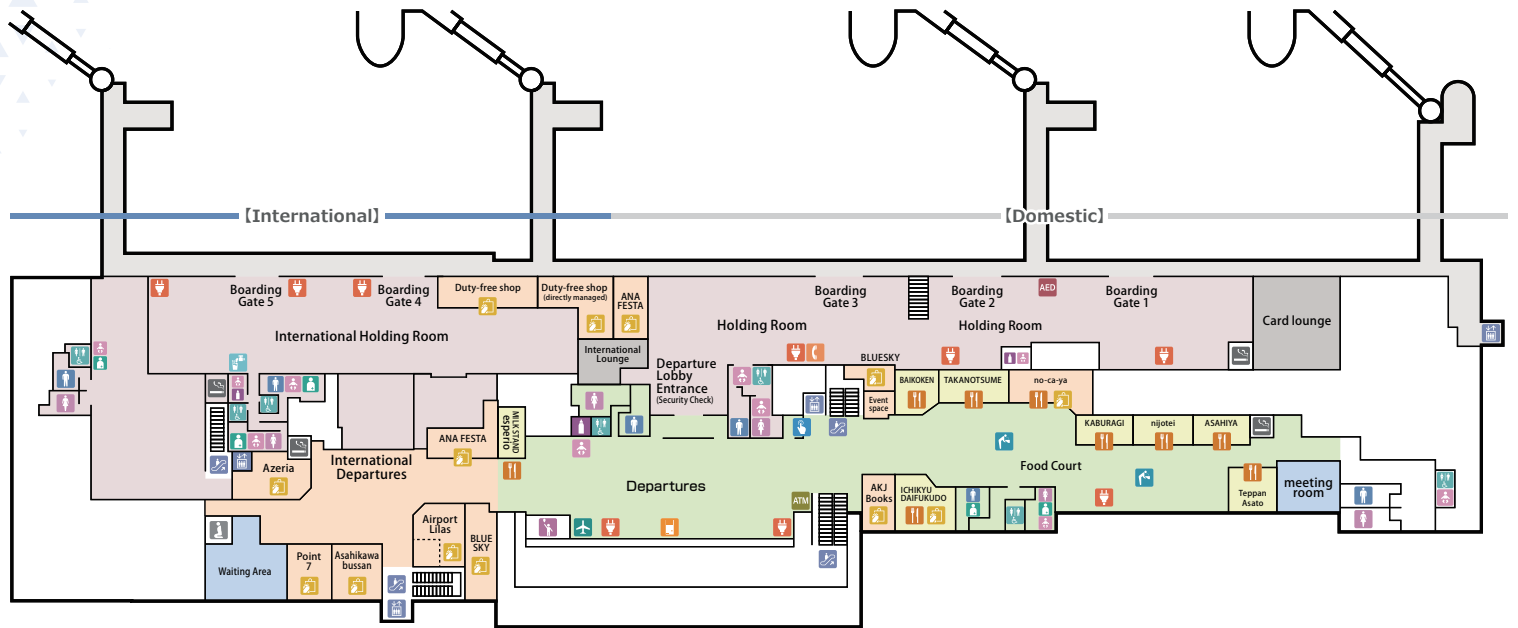 【International】
【Domestic】
Boarding
Gate 5
Boarding
Gate 4
Duty-free shop
Duty-free shop
(directly managed)
ANA
FESTA
Boarding
Gate 3
Boarding
Gate 2
AED
Boarding
Gate 1
International Holding Room
Holding Room
Holding Room
Card lounge
International
Lounge
Departure
Lobby
Entrance
(Security Check)
BLUESKY
Event
space
BAIKOKEN
TAKANOTSUME
no-ca-ya
KABURAGI
nijotei
ASAHIYA
MILK STAND
esperio
ANA FESTA
Azeria
International
Departures
Departures
Food Court
ATM
AKJ
Books
ICHIKYU
DAIFUKUDO
Teppan
Asato
meeting
room
Airport
Lilas
BLUE
SKY
Waiting Area
Point
7
Asahikawa
bussan